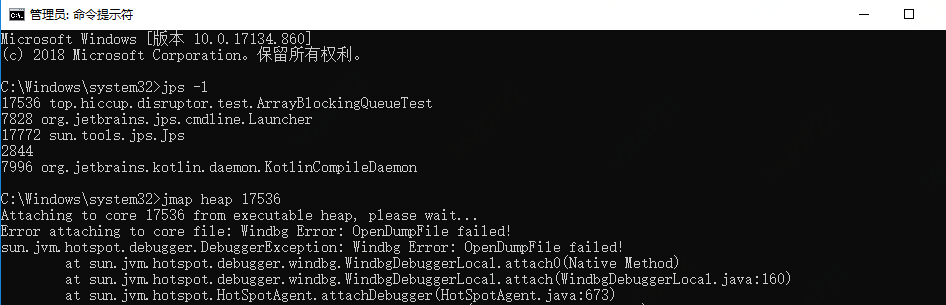 管理员: 命令提示符
Microsoft Windows [版本 10.0.17134.860]
(c) 2018 Microsoft Corporation。保留所有权利。
C:\Windows\system32>jps -l
17536 top.hiccup.disruptor.test.ArrayBlockingQueueTest
7828 org.jetbrains.jps.cmdline.Launcher
17772 sun.tools.jps.Jps
2844
7996 org.jetbrains.kotlin.daemon.KotlinCompileDaemon
C:\Windows\system32>jmap heap 17536
Attaching to core 17536 from executable heap, please wait...
Error attaching to core file: Windbg Error: OpenDumpFile failed!
sun.jvm.hotspot.debugger.DebuggerException: Windbg Error: OpenDumpFile failed!
at sun.jvm.hotspot.debugger.windbg.WindbgDebuggerLocal.attach0(Native Method)
at sun.jvm.hotspot.debugger.windbg.WindbgDebuggerLocal.attach(WindbgDebuggerLocal.java:160)
at sun.jvm.hotspot.HotSpotAgent.attachDebugger(HotSpotAgent.java:673)